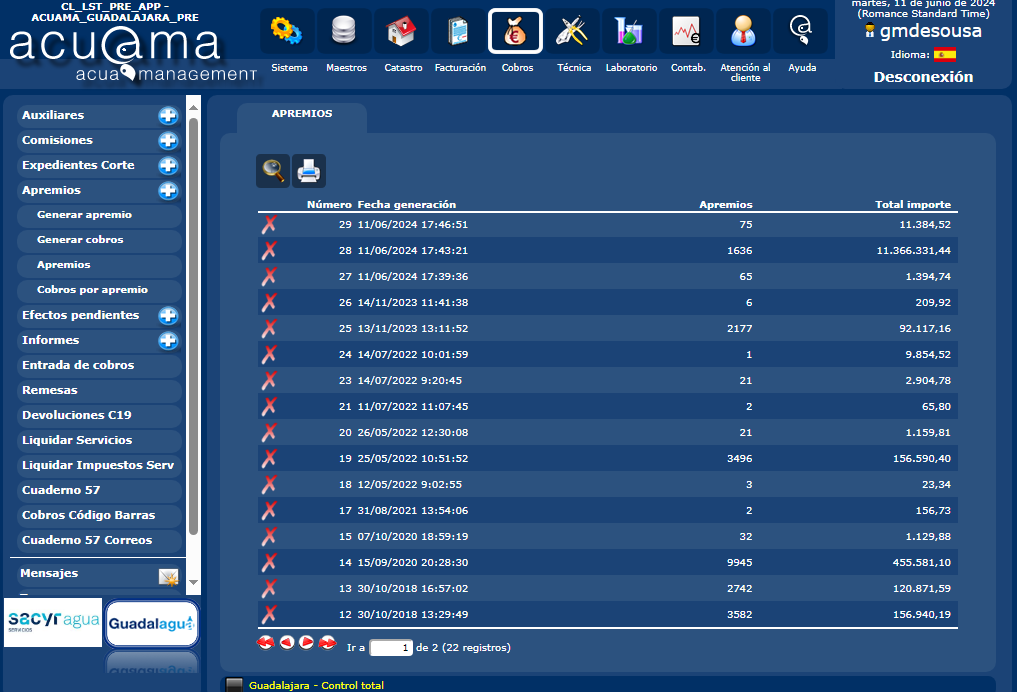 CL_LST_PRE_APP -
ACUAMA_GUADALAJARA_PRE
acuama
acuamanagement
Sistema
Maestros
Catastro
Facturación
Cobros
Técnica
Laboratorio
Contab.
Atención al
cliente
Ayuda
martes, 11 de junio de 2024
(Romance Standard Time)
gmdesousa
Idioma:
Desconexión
Auxiliares
Comisiones
Expedientes Corte
Apremios
Generar apremio
Generar cobros
Apremios
Cobros por apremio
Efectos pendientes
Informes
Entrada de cobros
Remesas
Devoluciones C19
Liquidar Servicios
Liquidar Impuestos Serv
Cuaderno 57
Cobros Código Barras
Cuaderno 57 Correos
Mensajes
sacyr agua
SERVICIOS
Guadalagua
APREMIOS
Número Fecha generación Apremios Total importe
29 11/06/2024 17:46:51 75 11.384,52
28 11/06/2024 17:43:21 1636 11.366.331,44
27 11/06/2024 17:39:36 65 1.394,74
26 14/11/2023 11:41:38 6 209,92
25 13/11/2023 13:11:52 2177 92.117,16
24 14/07/2022 10:01:59 1 9.854,52
23 14/07/2022 9:20:45 21 2.904,78
21 11/07/2022 11:07:45 2 65,80
20 26/05/2022 12:30:08 21 1.159,81
19 25/05/2022 10:51:52 3496 156.590,40
18 12/05/2022 9:02:55 3 23,34
17 31/08/2021 13:54:06 2 156,73
15 07/10/2020 18:59:19 32 1.129,88
14 15/09/2020 20:28:30 9945 455.581,10
13 30/10/2018 16:57:02 2742 120.871,59
12 30/10/2018 13:29:49 3582 156.940,19
Ir a 1 de 2 (22 registros)
Guadalajara - Control total